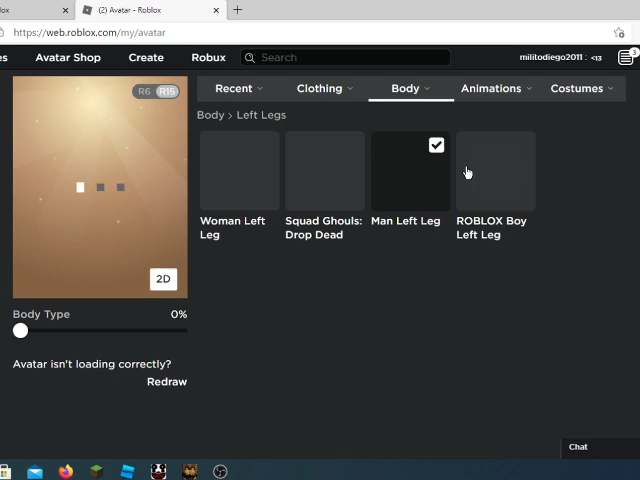 lox
(2) Avatar - Roblox
https://web.roblox.com/my/avatar
es Avatar Shop Create Robux Search militodiego2011 : <13 3
R6 R15
Recent Clothing Body Animations Costumes
Body > Left Legs
Woman Left Leg
Squad Ghouls: Drop Dead
Man Left Leg
ROBLOX Boy Left Leg
2D
Body Type 0%
Avatar isn't loading correctly?
Redraw
Chat